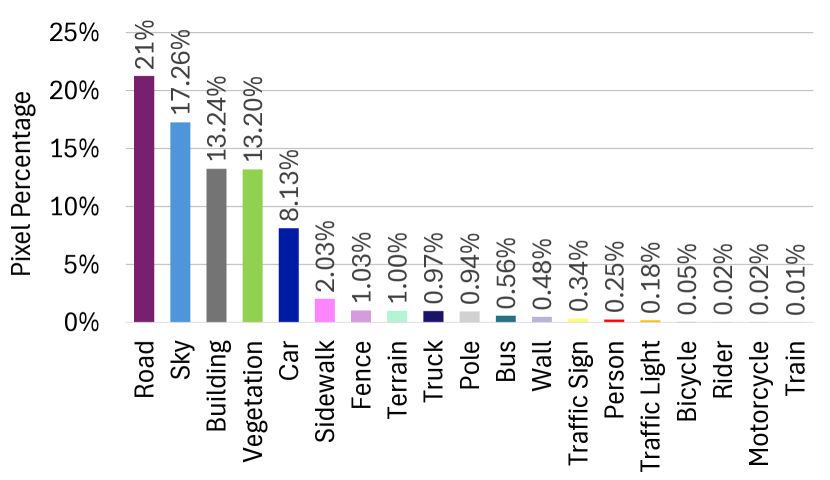 Pixel Percentage
25%
20%
15%
10%
5%
0%
21%
17.26%
13.24%
13.20%
8.13%
2.03%
1.03%
1.00%
0.97%
0.94%
0.56%
0.48%
0.34%
0.25%
0.18%
0.05%
0.02%
0.02%
0.01%
Road
Sky
Building
Vegetation
Car
Sidewalk
Fence
Terrain
Truck
Pole
Bus
Wall
Traffic Sign
Person
Traffic Light
Bicycle
Rider
Motorcycle
Train